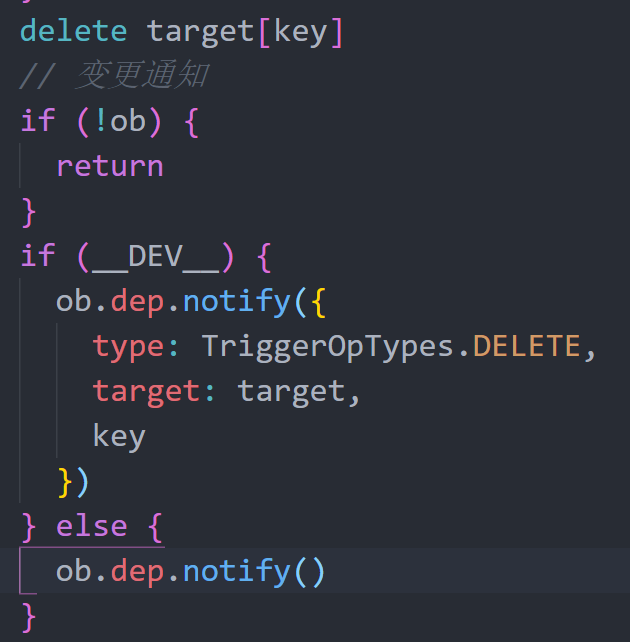 }
delete target[key]
// 变更通知
if (!ob) {
  return
}
if (__DEV__) {
  ob.dep.notify({
    type: TriggerOpTypes.DELETE,
    target: target,
    key
  })
} else {
  ob.dep.notify()
}